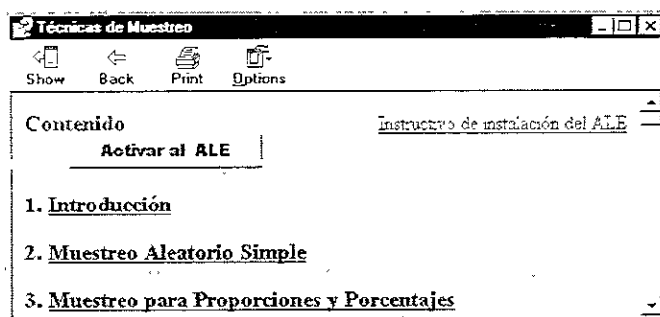 Técnicas de Muestreo
Show Back Print Options
Contenido Instructivo de instalación del ALE
Activar al ALE
1. Introducción
2. Muestreo Aleatorio Simple
3. Muestreo para Proporciones y Porcentajes